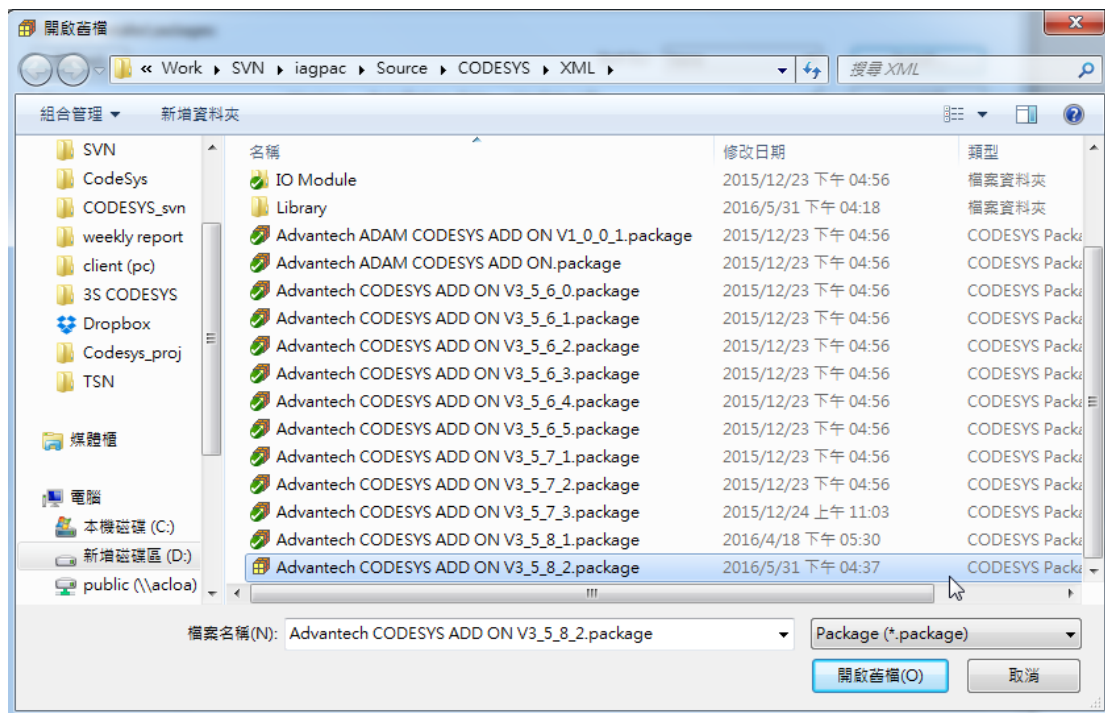 開啟舊檔
« Work ▸ SVN ▸ iagpac ▸ Source ▸ CODESYS ▸ XML ▸
搜尋 XML
組合管理 ▼ 新增資料夾
SVN
CodeSys
CODESYS_svn
weekly report
client (pc)
3S CODESYS
Dropbox
Codesys_proj
TSN
媒體櫃
電腦
本機磁碟 (C:)
新增磁碟區 (D:)
public (\\acloa)
名稱 修改日期 類型
IO Module 2015/12/23 下午 04:56 檔案資料夾
Library 2016/5/31 下午 04:18 檔案資料夾
Advantech ADAM CODESYS ADD ON V1_0_0_1.package 2015/12/23 下午 04:56 CODESYS Packa
Advantech ADAM CODESYS ADD ON.package 2015/12/23 下午 04:56 CODESYS Packa
Advantech CODESYS ADD ON V3_5_6_0.package 2015/12/23 下午 04:56 CODESYS Packa
Advantech CODESYS ADD ON V3_5_6_1.package 2015/12/23 下午 04:56 CODESYS Packa
Advantech CODESYS ADD ON V3_5_6_2.package 2015/12/23 下午 04:56 CODESYS Packa
Advantech CODESYS ADD ON V3_5_6_3.package 2015/12/23 下午 04:56 CODESYS Packa
Advantech CODESYS ADD ON V3_5_6_4.package 2015/12/23 下午 04:56 CODESYS Packa
Advantech CODESYS ADD ON V3_5_6_5.package 2015/12/23 下午 04:56 CODESYS Packa
Advantech CODESYS ADD ON V3_5_7_1.package 2015/12/23 下午 04:56 CODESYS Packa
Advantech CODESYS ADD ON V3_5_7_2.package 2015/12/23 下午 04:56 CODESYS Packa
Advantech CODESYS ADD ON V3_5_7_3.package 2015/12/24 上午 11:03 CODESYS Packa
Advantech CODESYS ADD ON V3_5_8_1.package 2016/4/18 下午 05:30 CODESYS Packa
Advantech CODESYS ADD ON V3_5_8_2.package 2016/5/31 下午 04:37 CODESYS Packa
檔案名稱(N): Advantech CODESYS ADD ON V3_5_8_2.package Package (*.package)
開啟舊檔(O) 取消